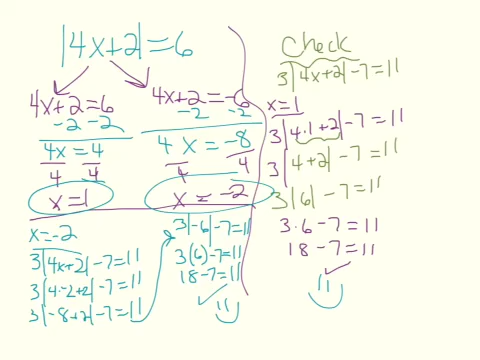 |4x+2|=6
4x+2=6
-2 -2
4x=4
4 4
x=1
4x+2=-6
-2 -2
4x=-8
4 4
x=-2
x=-2
3|4x+2|-7=11
3|4·-2+2|-7=11
3|-8+2|-7=11
3|-6|-7=11
3(6)-7=11
18-7=11
Check
3|4x+2|-7=11
x=1
3|4·1+2|-7=11
3|4+2|-7=11
3|6|-7=11
3·6-7=11
18-7=11